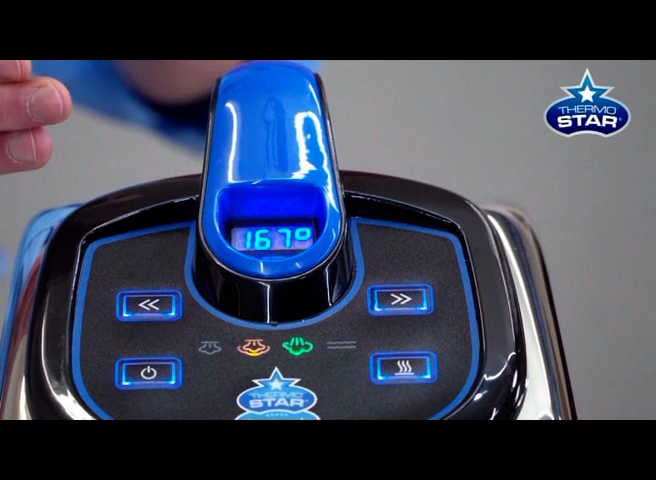 THERMO
STAR®
167°
<<
>>
THERMO
STAR